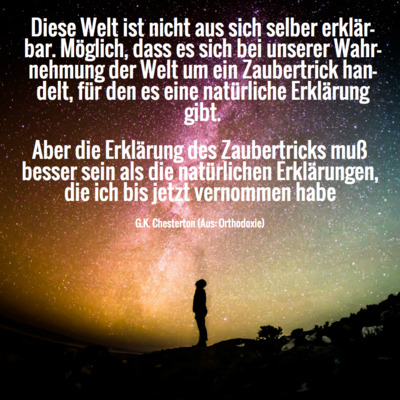 Diese Welt ist nicht aus sich selber erklär-
bar. Möglich, dass es sich bei unserer Wahr-
nehmung der Welt um ein Zaubertrick han-
delt, für den es eine natürliche Erklärung
gibt.
Aber die Erklärung des Zaubertricks muß
besser sein als die natürlichen Erklärungen,
die ich bis jetzt vernommen habe
G.K. Chesterton (Aus: Orthodoxie)